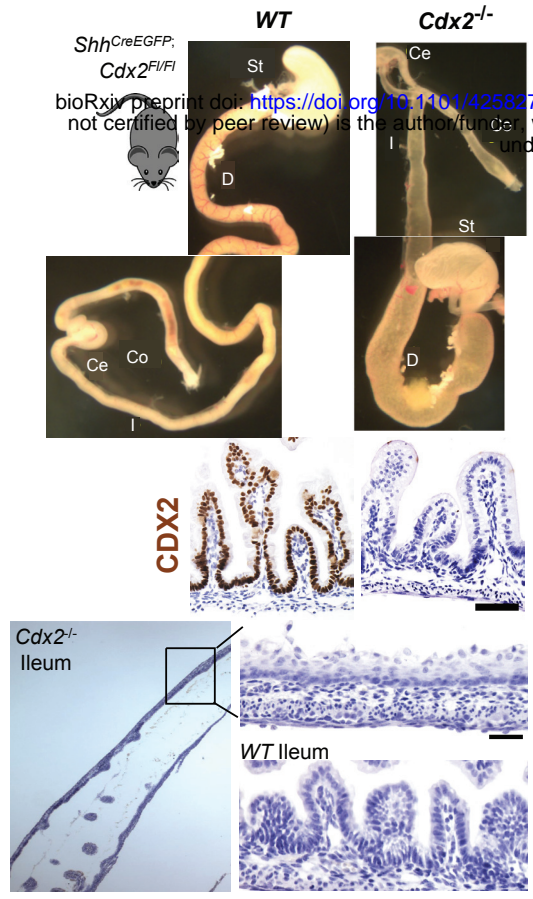 WT
Cdx2-/-
ShhCreEGFP;
Cdx2Fl/Fl
St
Ce
bioRxiv preprint doi: https://doi.org/10.1101/425827
not certified by peer review) is the author/funder,
und
I
D
St
Ce
Co
I
D
CDX2
Cdx2-/-
Ileum
WT Ileum